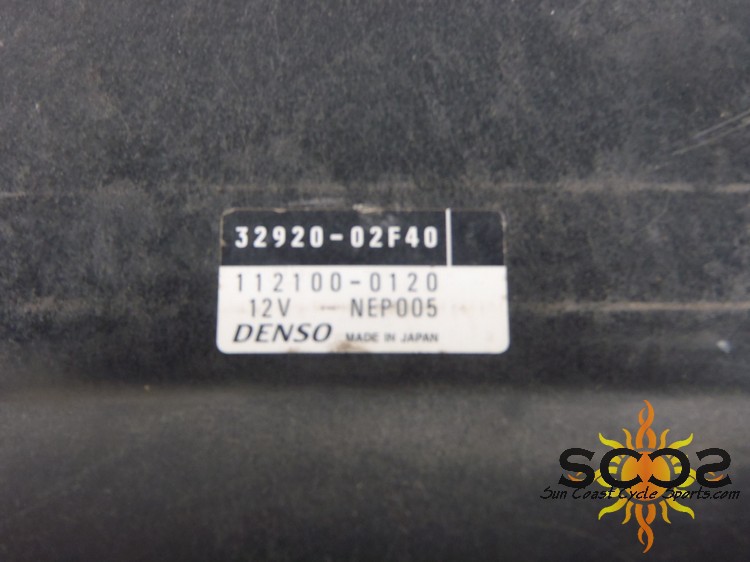 32920-02F40
112100-0120
12V NEP005
DENSO MADE IN JAPAN
SCCS
Sun Coast Cycle Sports.com